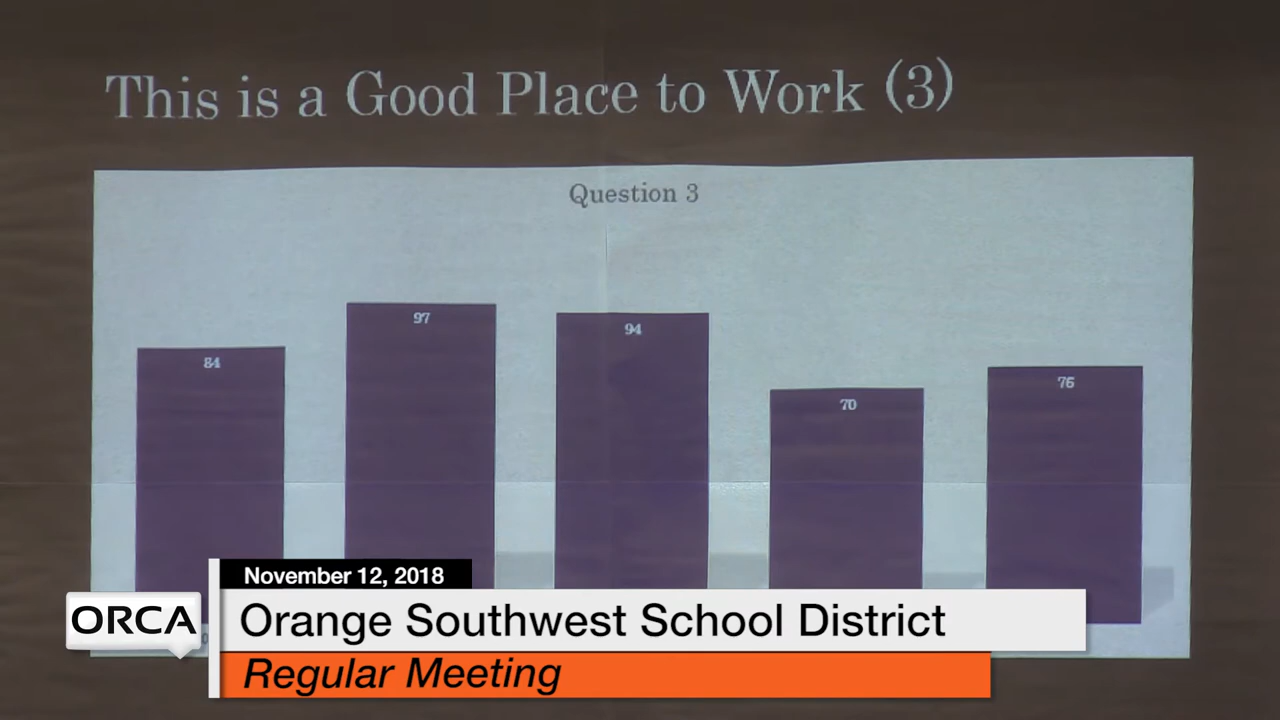 This is a Good Place to Work (3)
Question 3
84
97
94
70
76
November 12, 2018
ORCA
Orange Southwest School District
Regular Meeting